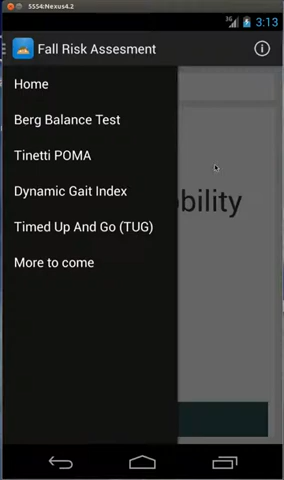 5554:Nexus4.2
3G 3:13
Fall Risk Assesment
Home
Berg Balance Test
Tinetti POMA
bility
Dynamic Gait Index
Timed Up And Go (TUG)
More to come